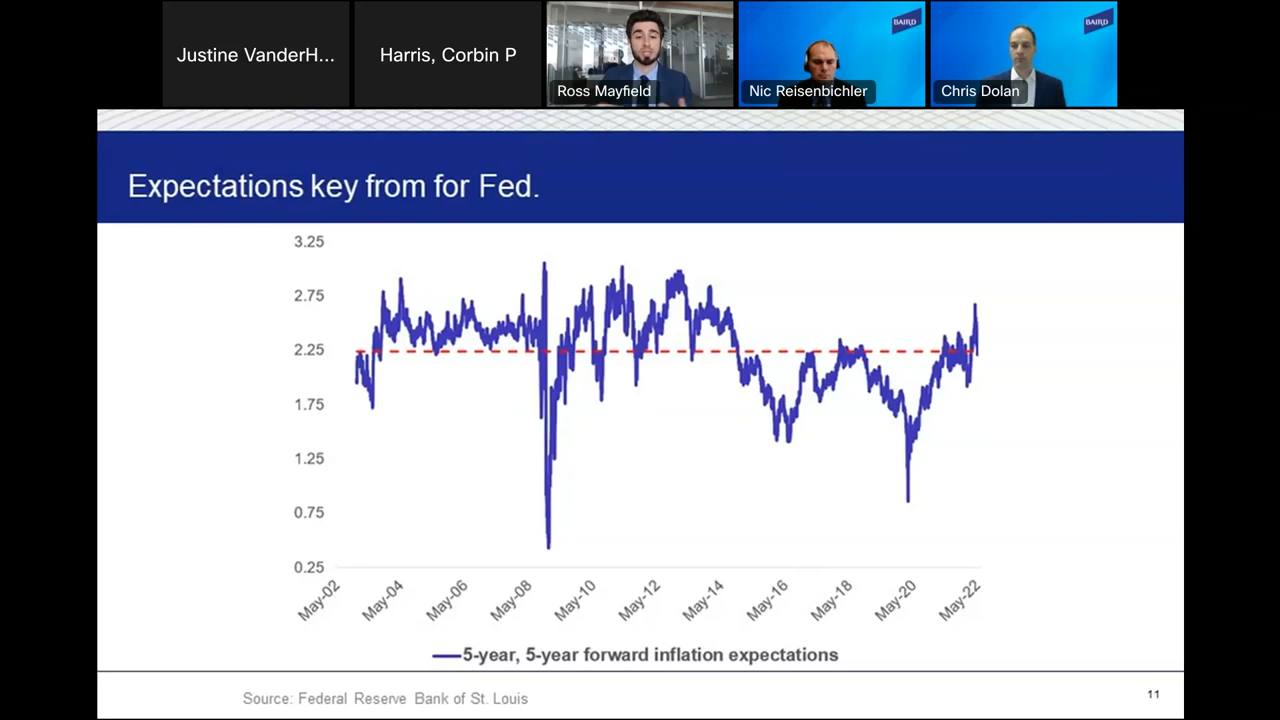 Justine VanderH...
Harris, Corbin P
Ross Mayfield
BAIRD
Nic Reisenbichler
BAIRD
Chris Dolan
Expectations key from for Fed.
3.25
2.75
2.25
1.75
1.25
0.75
0.25
May-02
May-04
May-06
May-08
May-10
May-12
May-14
May-16
May-18
May-20
May-22
5-year, 5-year forward inflation expectations
Source: Federal Reserve Bank of St. Louis
11